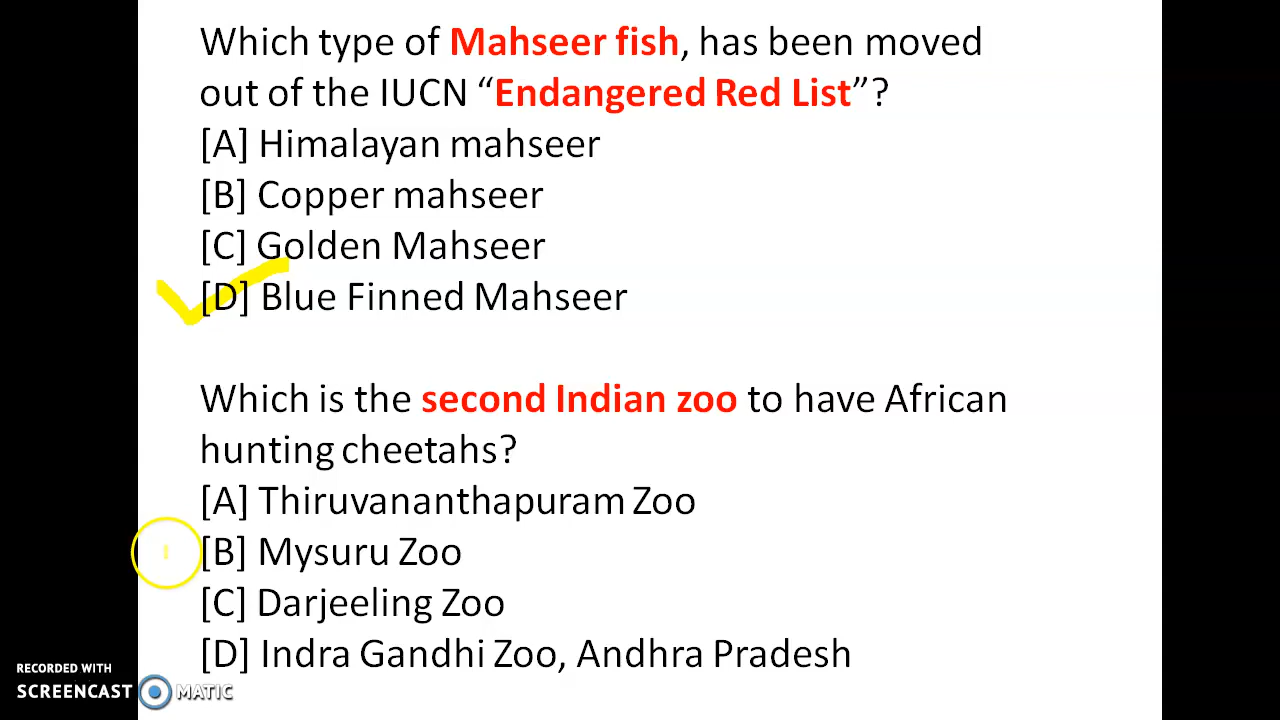 Which type of Mahseer fish, has been moved
out of the IUCN “Endangered Red List”?
[A] Himalayan mahseer
[B] Copper mahseer
[C] Golden Mahseer
[D] Blue Finned Mahseer
Which is the second Indian zoo to have African
hunting cheetahs?
[A] Thiruvananthapuram Zoo
[B] Mysuru Zoo
[C] Darjeeling Zoo
[D] Indra Gandhi Zoo, Andhra Pradesh
RECORDED WITH
SCREENCAST MATIC